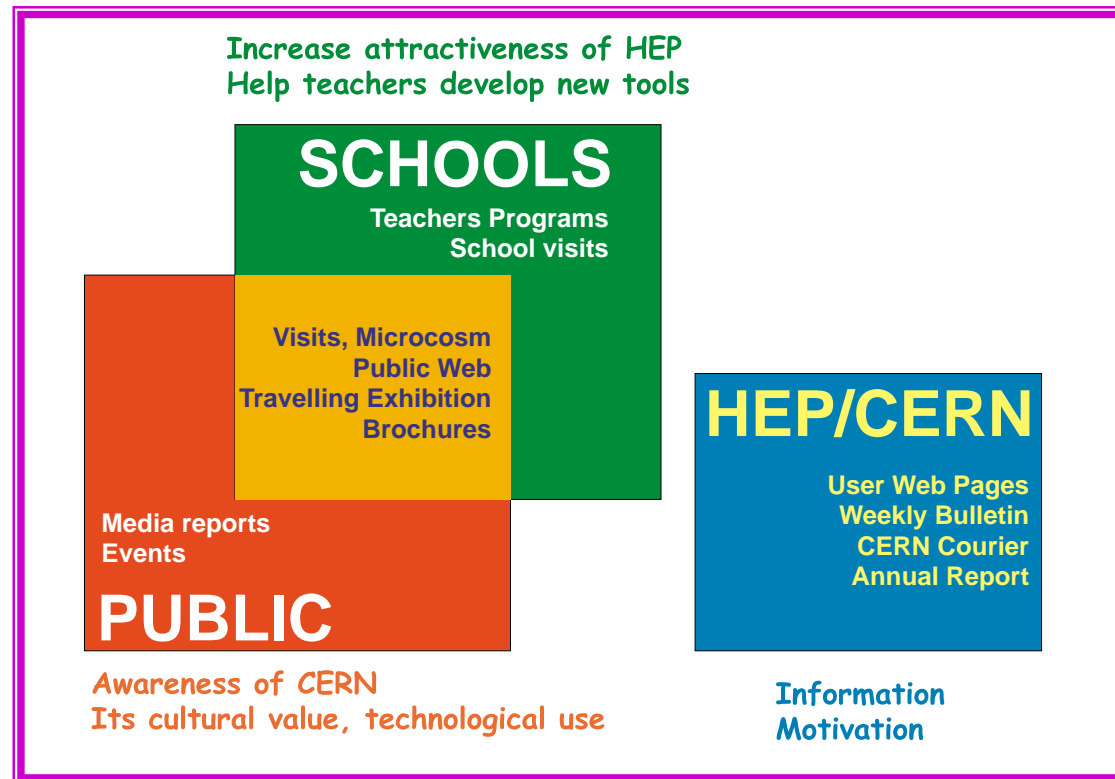 Increase attractiveness of HEP
Help teachers develop new tools
SCHOOLS
Teachers Programs
School visits
Visits, Microcosm
Public Web
Travelling Exhibition
Brochures
Media reports
Events
PUBLIC
Awareness of CERN
Its cultural value, technological use
HEP/CERN
User Web Pages
Weekly Bulletin
CERN Courier
Annual Report
Information
Motivation